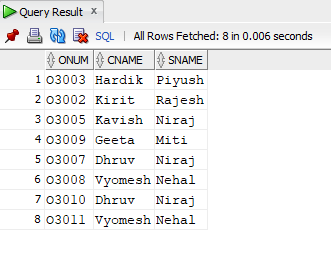 Query Result ×
SQL | All Rows Fetched: 8 in 0.006 seconds
ONUM CNAME SNAME
1 O3003 Hardik Piyush
2 O3002 Kirit Rajesh
3 O3005 Kavish Niraj
4 O3009 Geeta Miti
5 O3007 Dhruv Niraj
6 O3008 Vyomesh Nehal
7 O3010 Dhruv Niraj
8 O3011 Vyomesh Nehal